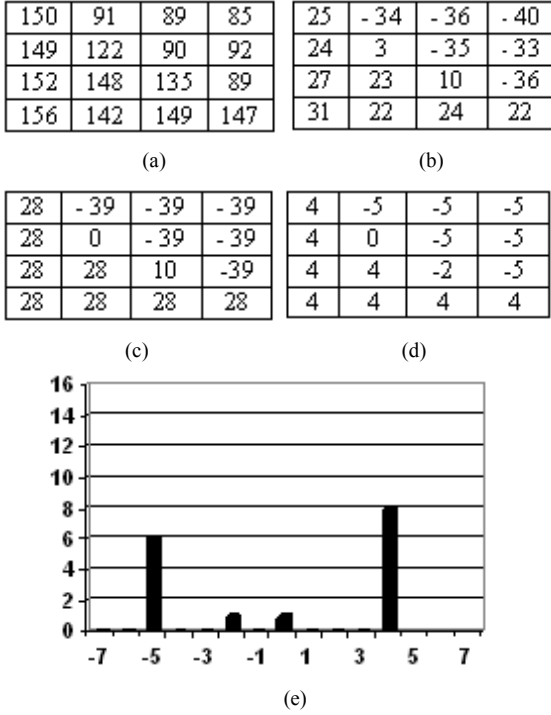 150 91 89 85
149 122 90 92
152 148 135 89
156 142 149 147
(a)
25 - 34 - 36 - 40
24 3 - 35 - 33
27 23 10 - 36
31 22 24 22
(b)
28 - 39 - 39 - 39
28 0 - 39 - 39
28 28 10 -39
28 28 28 28
(c)
4 -5 -5 -5
4 0 -5 -5
4 4 -2 -5
4 4 4 4
(d)
16
14
12
10
8
6
4
2
0
-7 -5 -3 -1 1 3 5 7
(e)